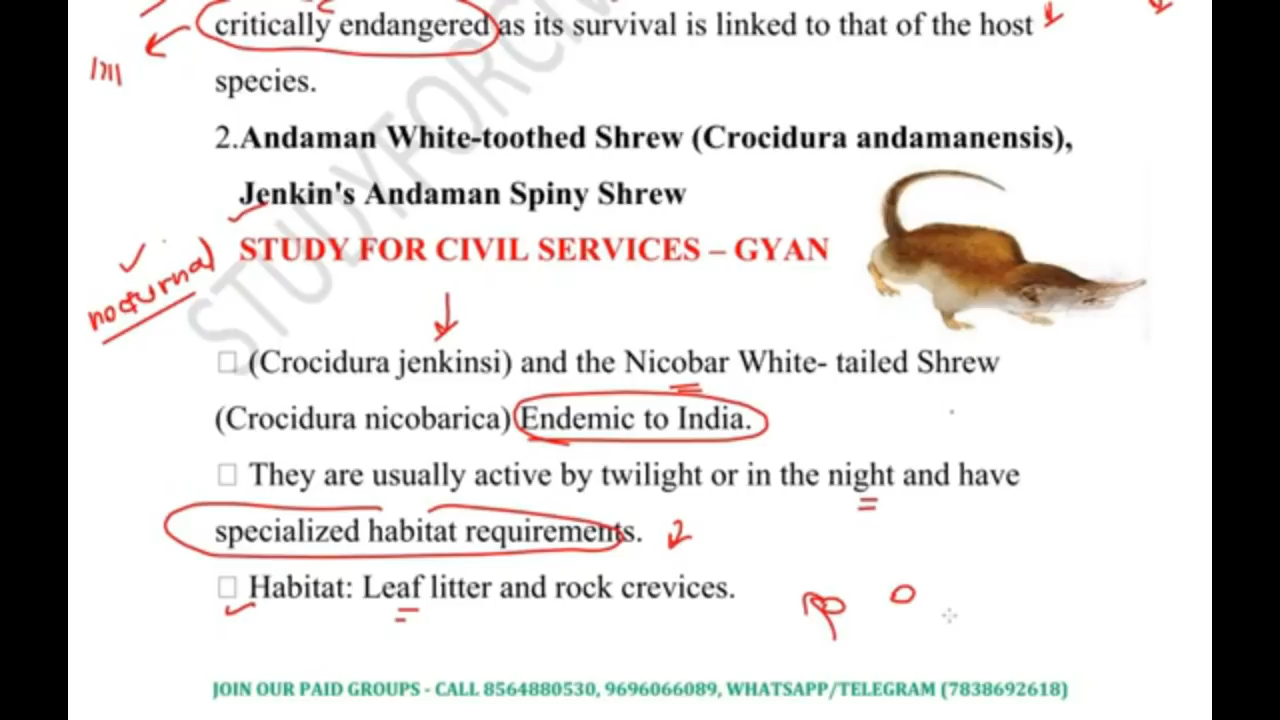 critically endangered as its survival is linked to that of the host
species.
2.Andaman White-toothed Shrew (Crocidura andamanensis),
Jenkin's Andaman Spiny Shrew
nocturnal
STUDY FOR CIVIL SERVICES – GYAN
(Crocidura jenkinsi) and the Nicobar White- tailed Shrew
(Crocidura nicobarica) Endemic to India.
They are usually active by twilight or in the night and have
specialized habitat requirements.
Habitat: Leaf litter and rock crevices.
JOIN OUR PAID GROUPS - CALL 8564880530, 9696066089, WHATSAPP/TELEGRAM (7838692618)